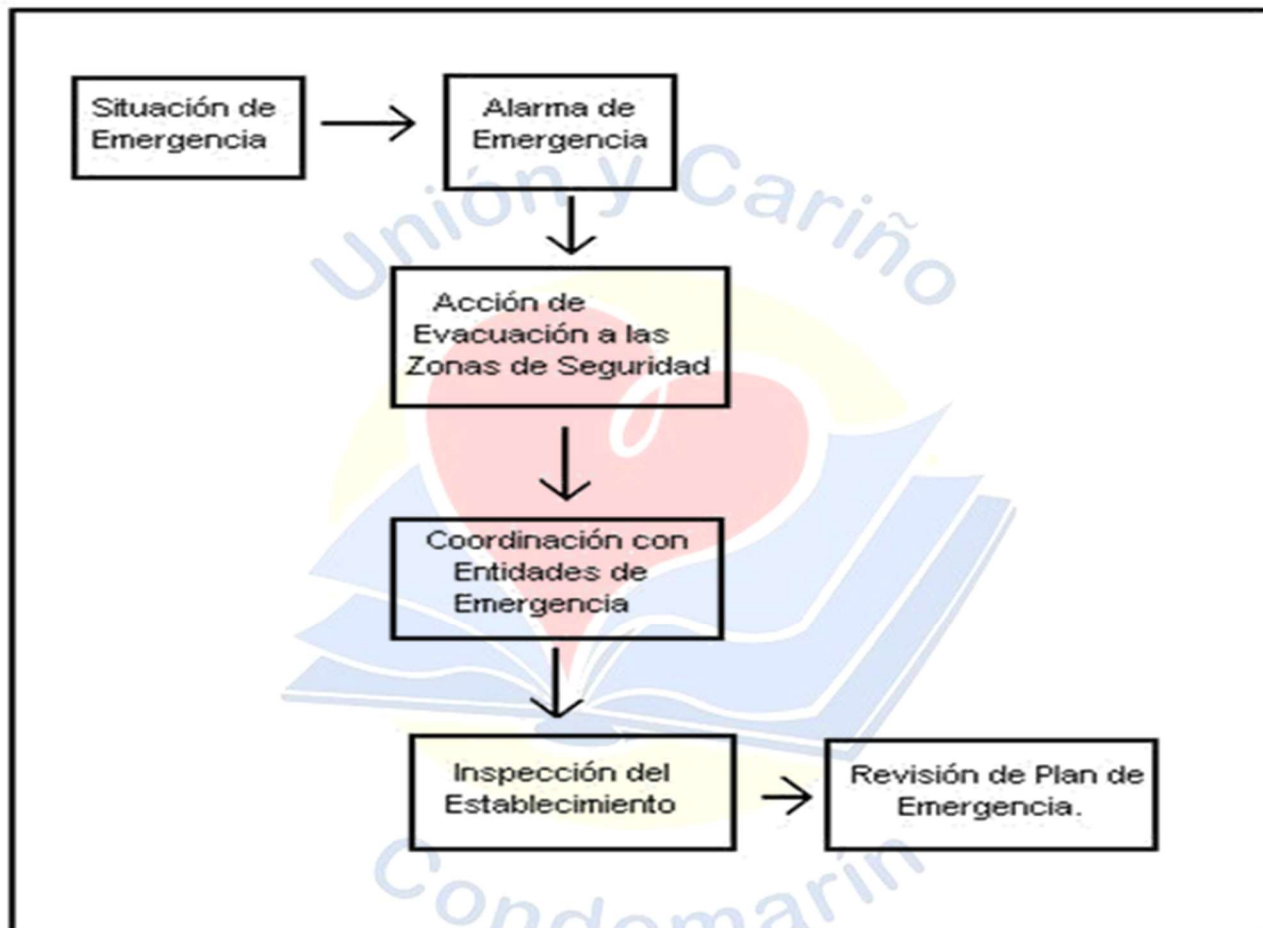 Situación de
Emergencia
Alarma de
Emergencia
Unión y Cariño
Acción de
Evacuación a las
Zonas de Seguridad
Coordinación con
Entidades de
Emergencia
Inspección del
Establecimiento
Revisión de Plan de
Emergencia.
Condemarín